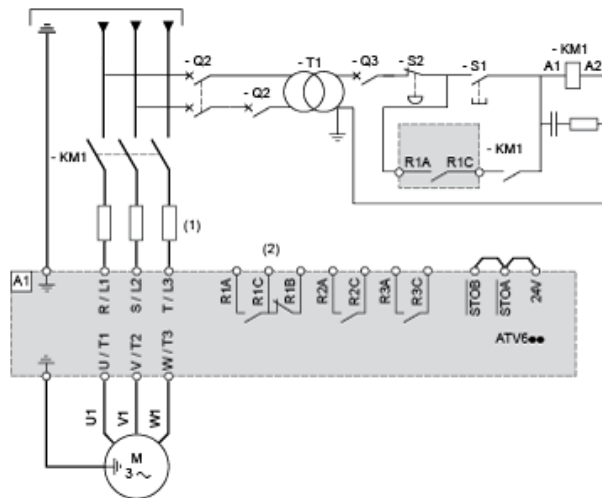 - Q2
- T1
- Q3
- S2
- S1
- KM1
A1
A2
- Q2
- KM1
R1A
R1C
- KM1
(1)
(2)
A1
R / L1
S / L2
T / L3
R1A
R1C
R1B
R2A
R2C
R3A
R3C
STOB
STOA
24V
ATV6●●
U / T1
V / T2
W / T3
U1
V1
W1
M
3 ~